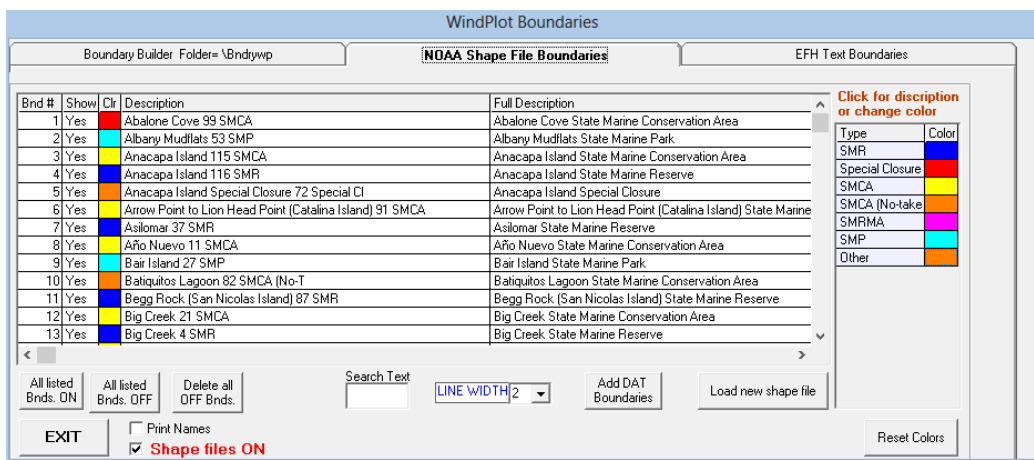 WindPlot Boundaries
Boundary Builder Folder= \Bndrywp NOAA Shape File Boundaries EFH Text Boundaries
Bnd # Show Clr Description Full Description
1 Yes Abalone Cove 99 SMCA Abalone Cove State Marine Conservation Area
2 Yes Albany Mudflats 53 SMP Albany Mudflats State Marine Park
3 Yes Anacapa Island 115 SMCA Anacapa Island State Marine Conservation Area
4 Yes Anacapa Island 116 SMR Anacapa Island State Marine Reserve
5 Yes Anacapa Island Special Closure 72 Special Cl Anacapa Island Special Closure
6 Yes Arrow Point to Lion Head Point (Catalina Island) 91 SMCA Arrow Point to Lion Head Point (Catalina Island) State Marine
7 Yes Asilomar 37 SMR Asilomar State Marine Reserve
8 Yes Año Nuevo 11 SMCA Año Nuevo State Marine Conservation Area
9 Yes Bair Island 27 SMP Bair Island State Marine Park
10 Yes Batiquitos Lagoon 82 SMCA (No-T Batiquitos Lagoon State Marine Conservation Area
11 Yes Begg Rock (San Nicolas Island) 87 SMR Begg Rock (San Nicolas Island) State Marine Reserve
12 Yes Big Creek 21 SMCA Big Creek State Marine Conservation Area
13 Yes Big Creek 4 SMR Big Creek State Marine Reserve
Click for discription
or change color
Type Color
SMR
Special Closure
SMCA
SMCA (No-take
SMRMA
SMP
Other
All listed
Bnds. ON
All listed
Bnds. OFF
Delete all
OFF Bnds.
Search Text
LINE WIDTH 2
Add DAT
Boundaries
Load new shape file
EXIT
Print Names
Shape files ON
Reset Colors